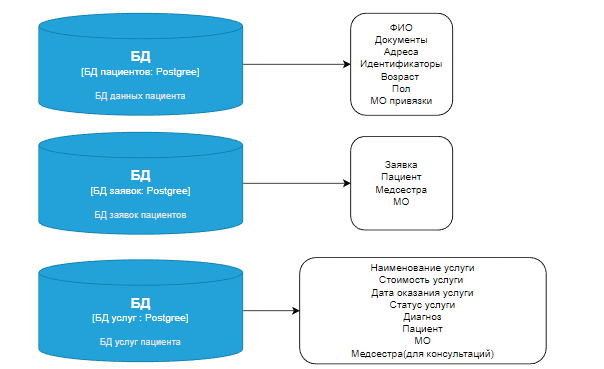 БД
[БД пациентов: Postgree]
БД данных пациента
ФИО
Документы
Адреса
Идентификаторы
Возраст
Пол
МО привязки
БД
[БД заявок: Postgree]
БД заявок пациентов
Заявка
Пациент
Медсестра
МО
БД
[БД услуг : Postgree]
БД услуг пациента
Наименование услуги
Стоимость услуги
Дата оказания услуги
Статус услуги
Диагноз
Пациент
МО
Медсестра(для консультаций)